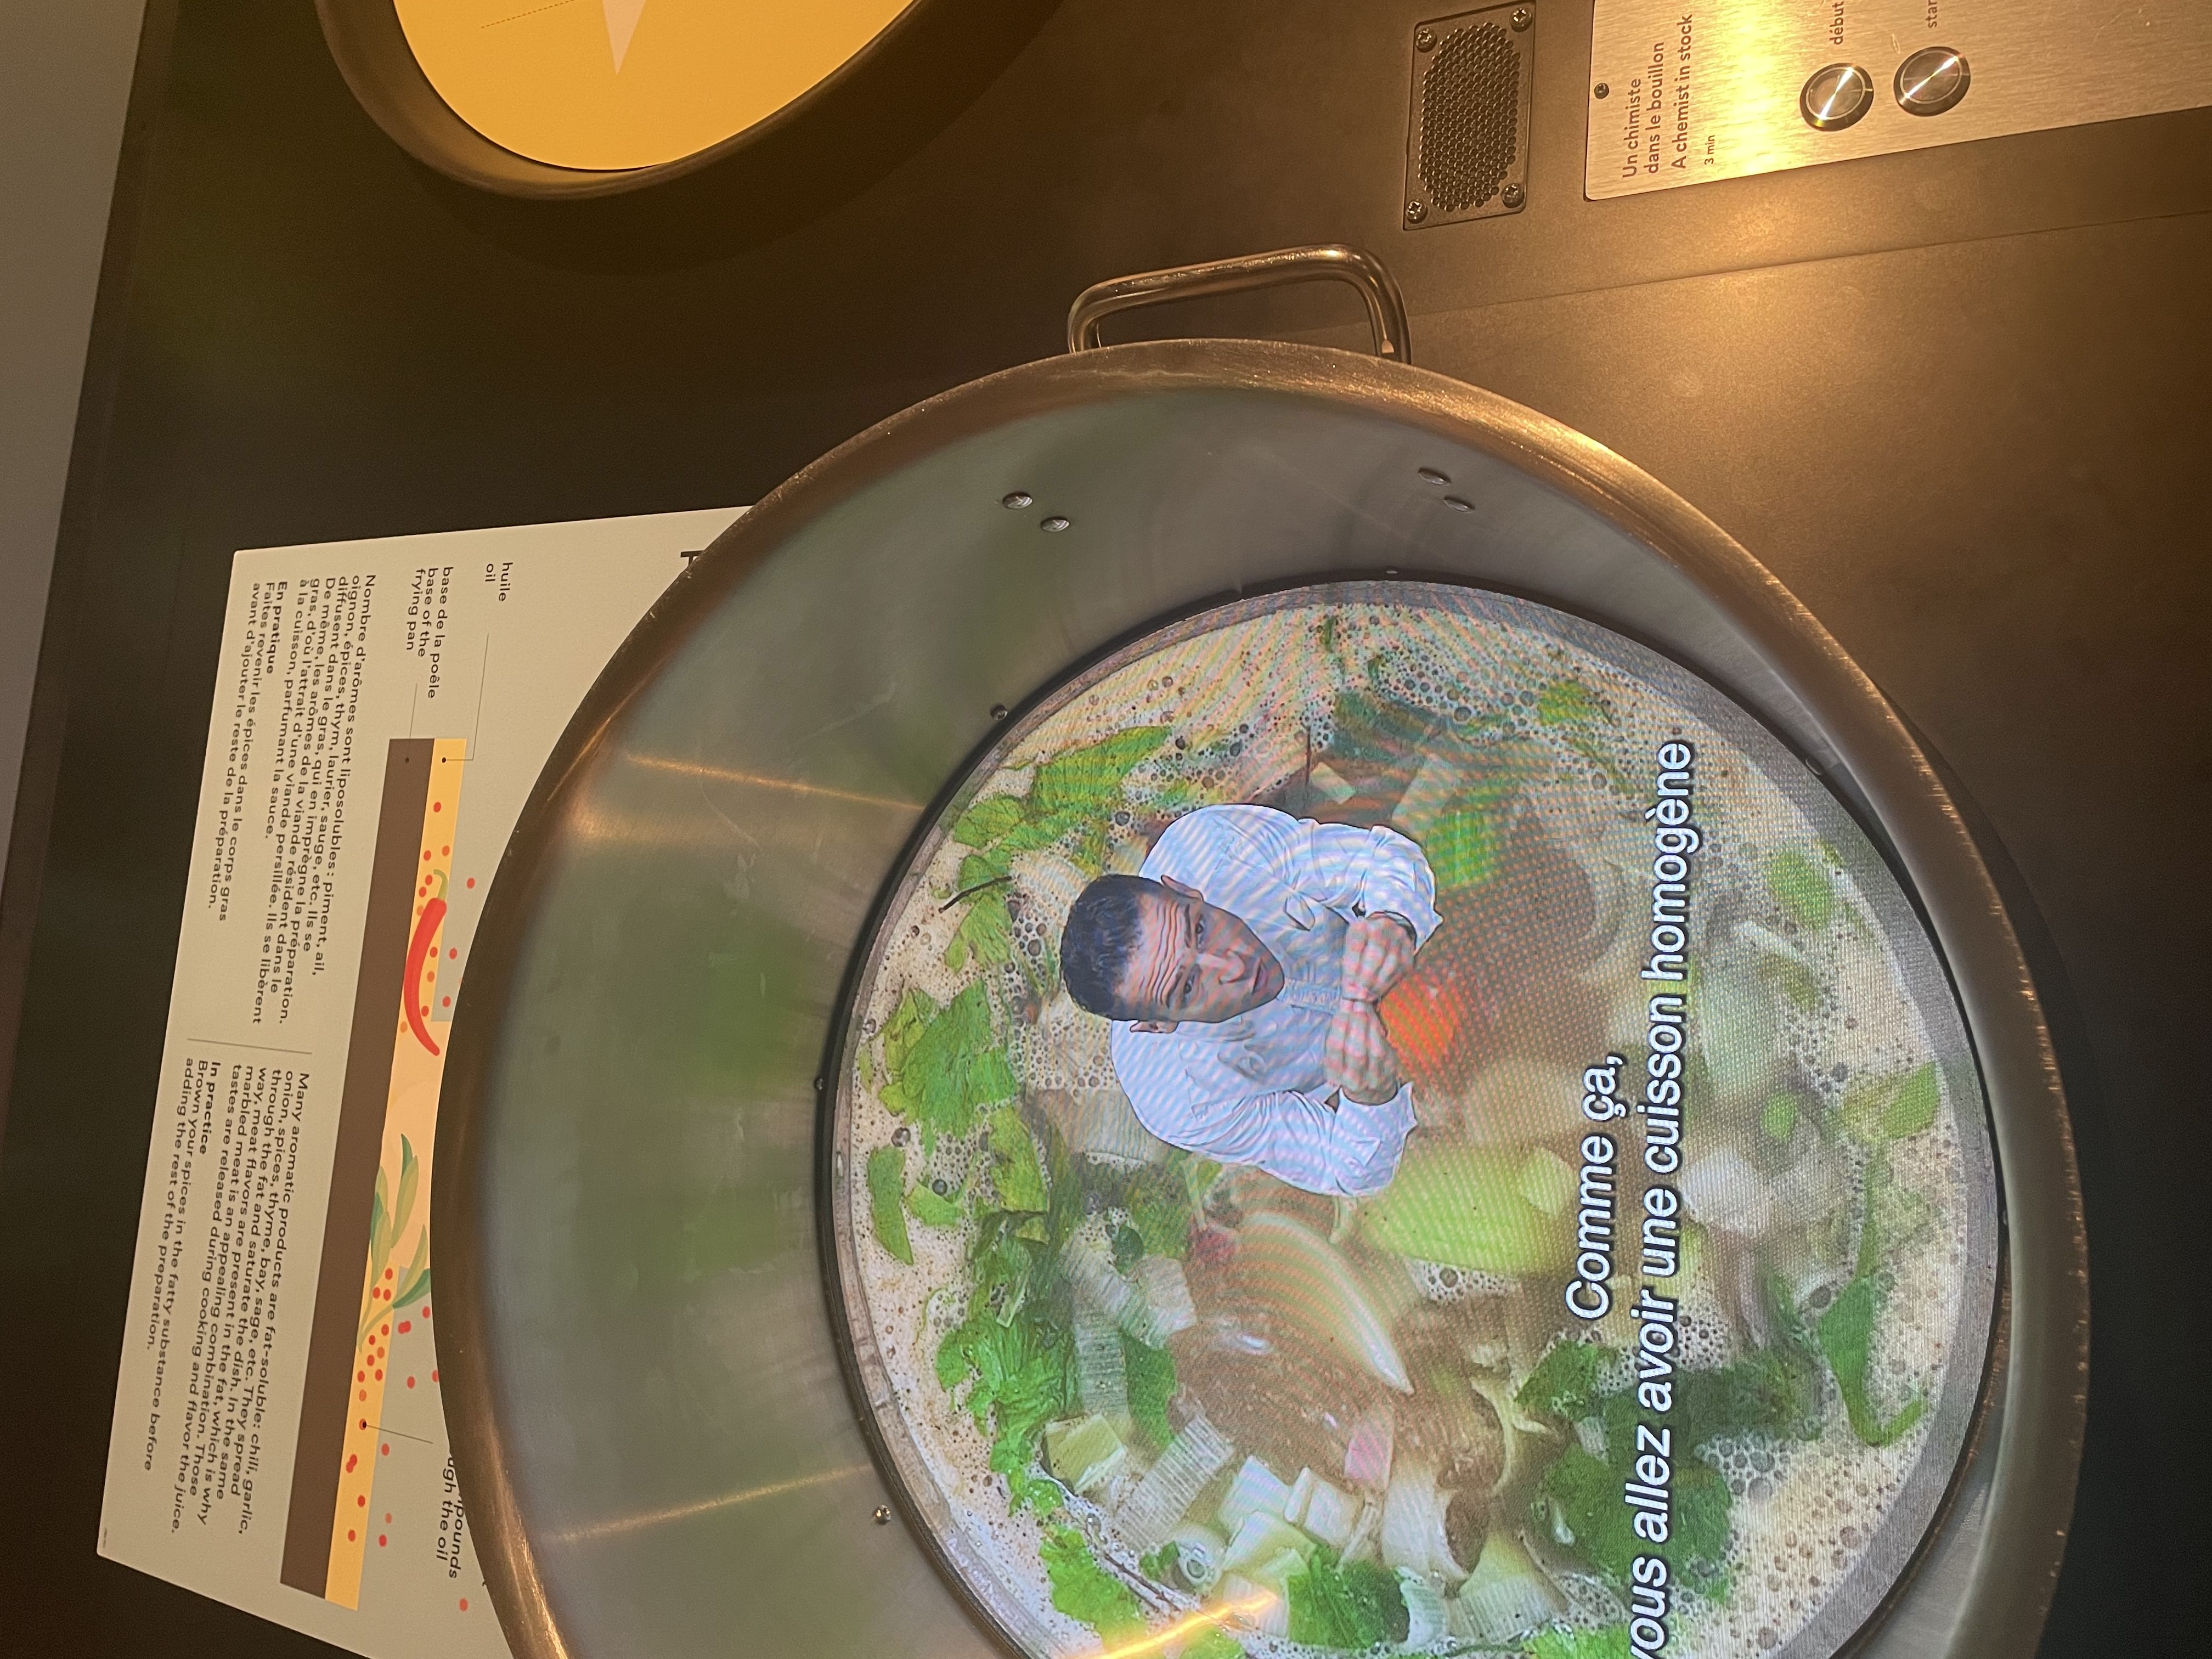 Comme ça,
vous allez avoir une cuisson homogène
Un chimiste
dans le bouillon
A chemist in stock
3 min
début
huile
oil
base de la poêle
base of the
frying pan
ough the oil
Nombre d'arômes sont liposolubles : piment, ail,
oignon, épices, thym, laurier, sauge, etc. Ils se
diffusent dans le gras, qui en imprègne la préparation.
De même, les arômes de la viande résident dans le
gras, d'où l'attrait d'une viande persillée. Ils se libèrent
à la cuisson, parfumant la sauce.
En pratique
Faites revenir les épices dans le corps gras
avant d'ajouter le reste de la préparation.
Many aromatic products are fat-soluble: chili, garlic,
onion, spices, thyme, bay, sage, etc. They spread
through the fat and saturate the dish. In the same
way, meat flavors are present in the fat, which is why
marbled meat is an appealing combination. Those
tastes are released during cooking and flavor the juice.
In practice
Brown your spices in the fatty substance before
adding the rest of the preparation.